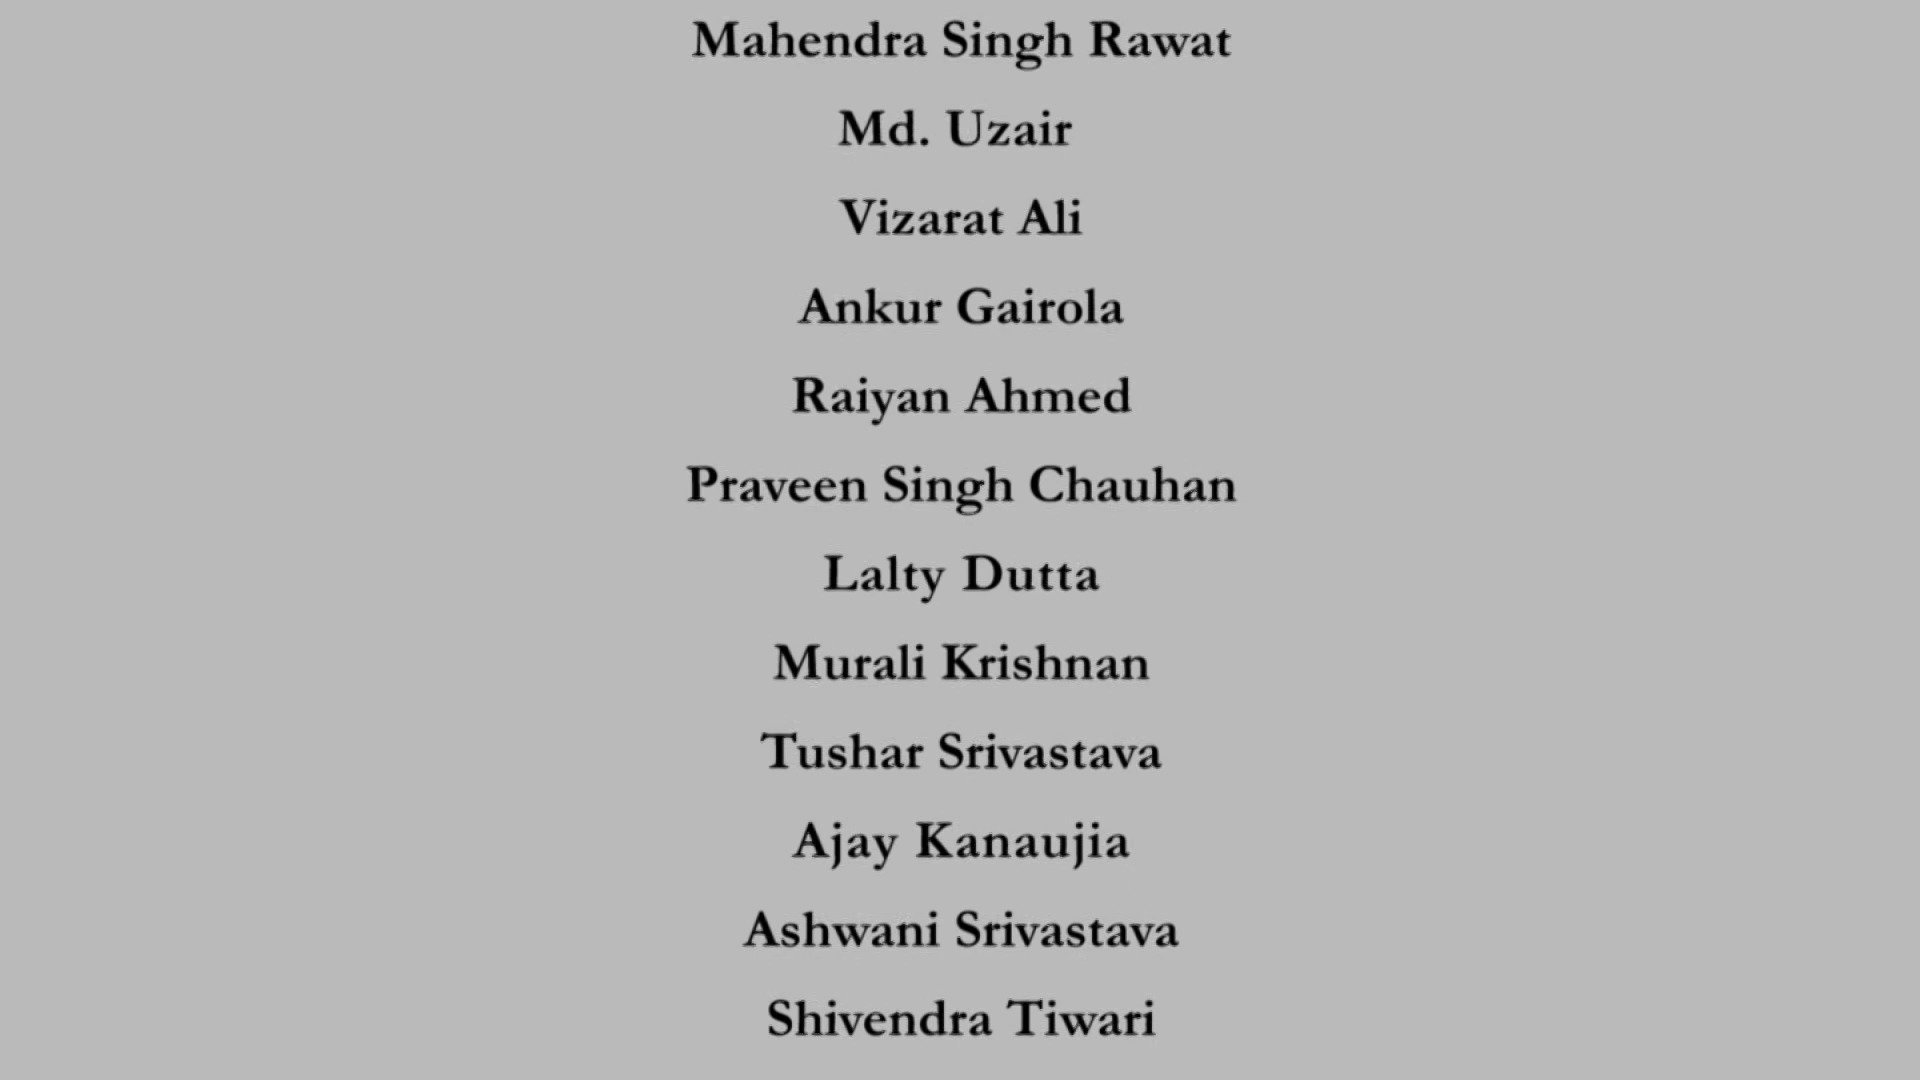 Mahendra Singh Rawat
Md. Uzair
Vizarat Ali
Ankur Gairola
Raiyan Ahmed
Praveen Singh Chauhan
Lalty Dutta
Murali Krishnan
Tushar Srivastava
Ajay Kanaujia
Ashwani Srivastava
Shivendra Tiwari